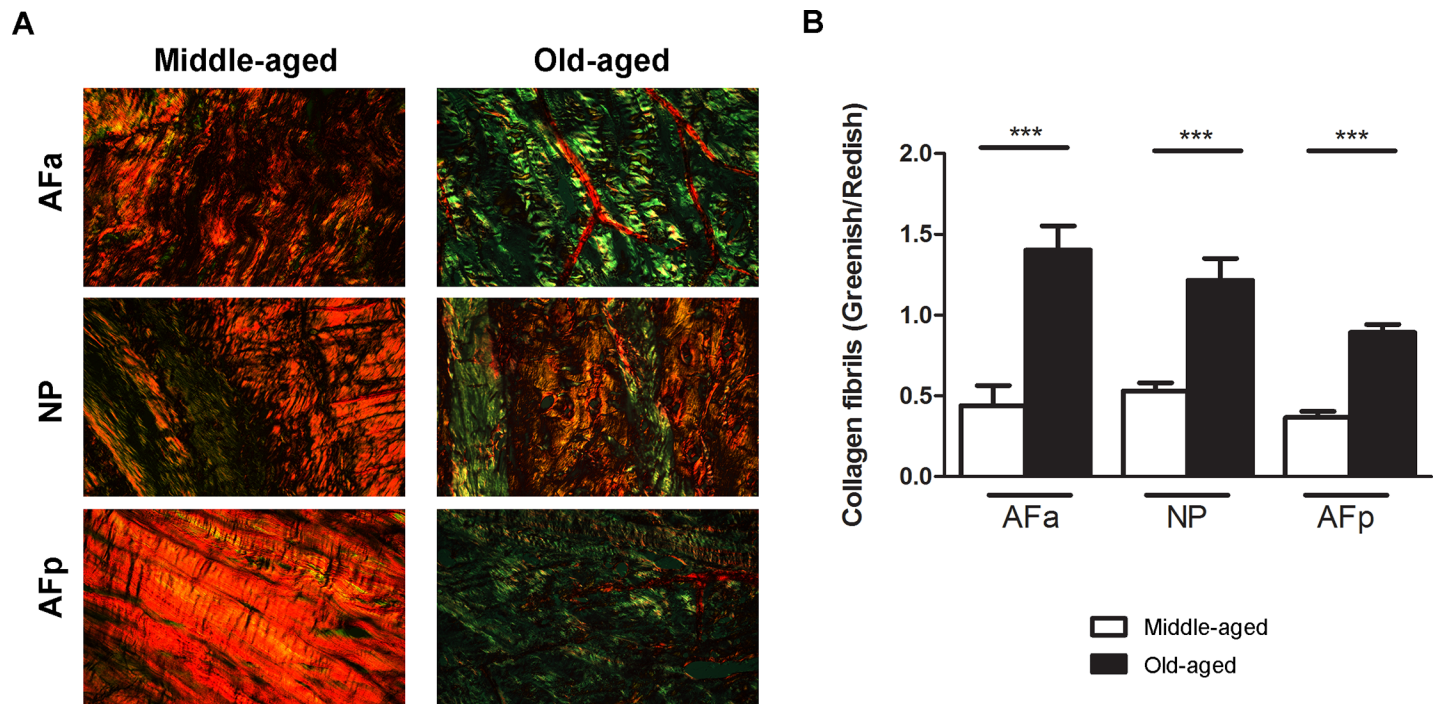 A
Middle-aged
Old-aged
AFa
NP
AFp
B
Collagen fibrils (Greenish/Redish)
2.0
1.5
1.0
0.5
0.0
***
***
***
AFa
NP
AFp
Middle-aged
Old-aged